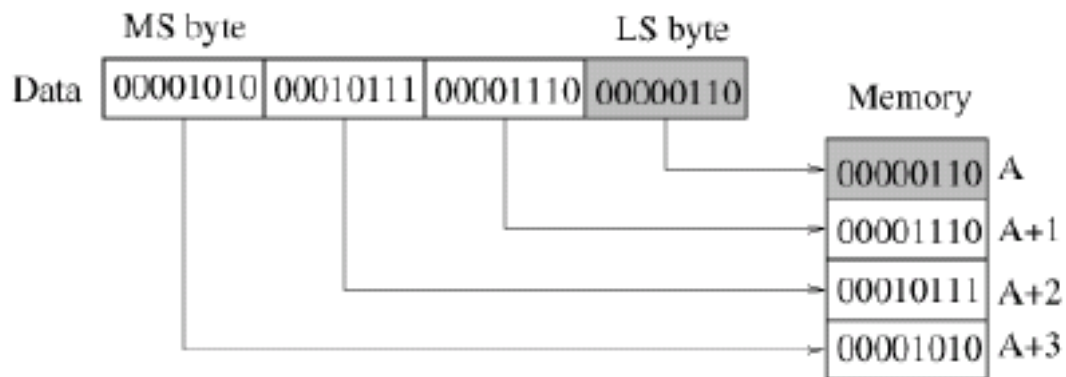 MS byte LS byte
Data 00001010 00010111 00001110 00000110
Memory
00000110 A
00001110 A+1
00010111 A+2
00001010 A+3